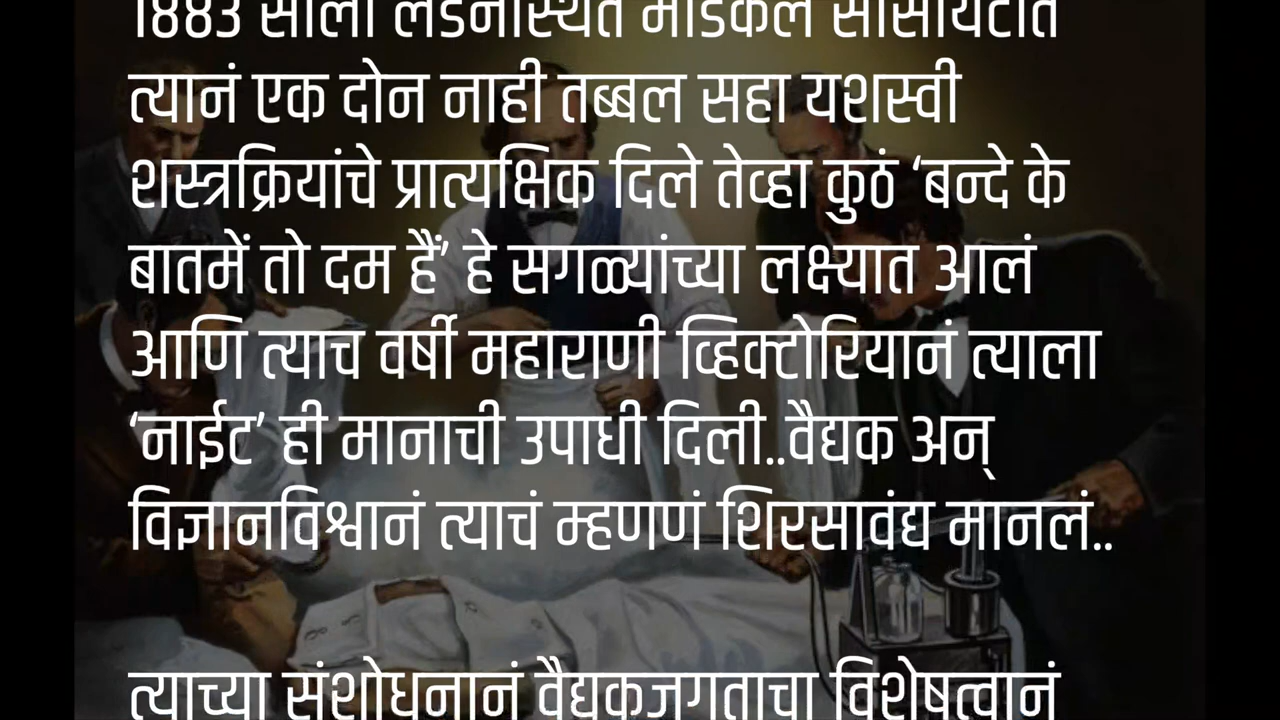 1883 साली लंडनस्थित मेडिकल सोसायटीत
त्यानं एक दोन नाही तब्बल सहा यशस्वी
शस्त्रक्रियांचे प्रात्यक्षिक दिले तेव्हा कुठं ‘बन्दे के
बातमें तो दम हैं’ हे सगळ्यांच्या लक्ष्यात आलं
आणि त्याच वर्षी महाराणी व्हिक्टोरियानं त्याला
‘नाईट’ ही मानाची उपाधी दिली..वैद्यक अन्
विज्ञानविश्वानं त्याचं म्हणणं शिरसावंद्य मानलं..
त्याच्या संशोधनानं वैद्यकजगताचा विशेषत्वानं